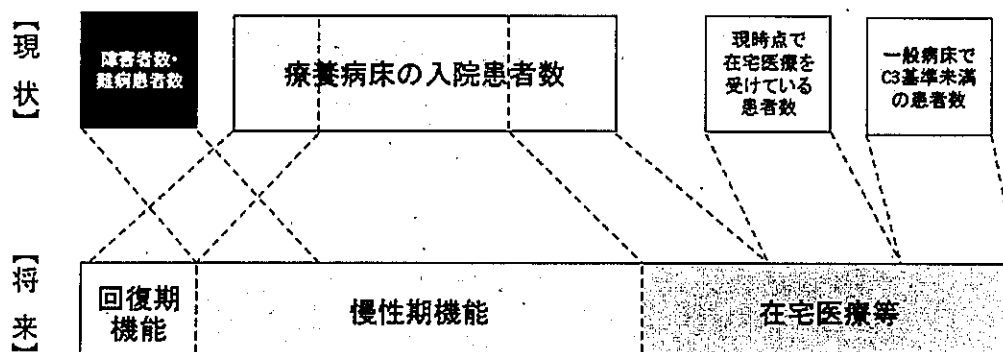 【現状】
障害者数・
難病患者数
療養病床の入院患者数
現時点で
在宅医療を
受けている
患者数
一般病床で
C3基準未満
の患者数
【将来】
回復期
機能
慢性期機能
在宅医療等